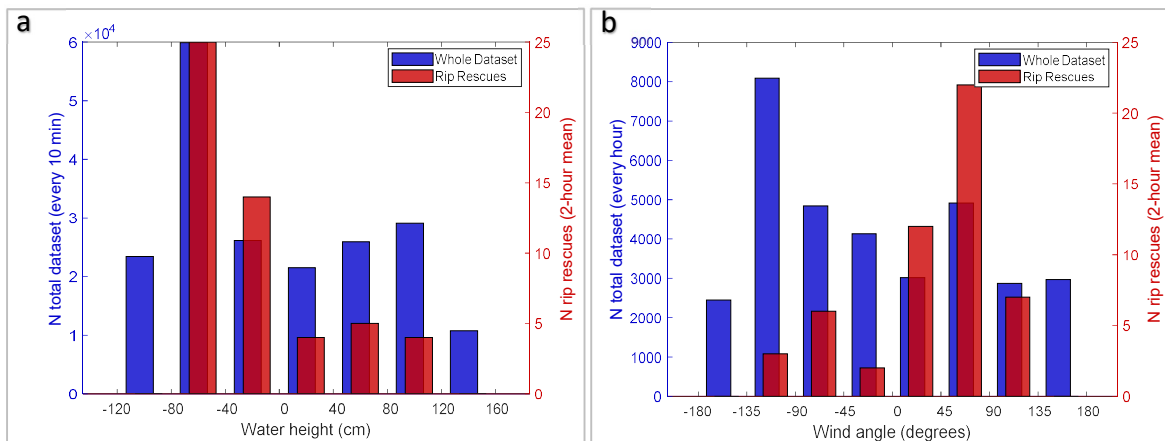 a
×10⁴
6
5
4
3
2
1
0
25
20
15
10
5
0
-120 -80 -40 0 40 80 120 160
Water height (cm)
N total dataset (every 10 min)
N rip rescues (2-hour mean)
Whole Dataset
Rip Rescues
b
9000
8000
7000
6000
5000
4000
3000
2000
1000
0
25
20
15
10
5
0
-180 -135 -90 -45 0 45 90 135 180
Wind angle (degrees)
N total dataset (every hour)
N rip rescues (2-hour mean)
Whole Dataset
Rip Rescues